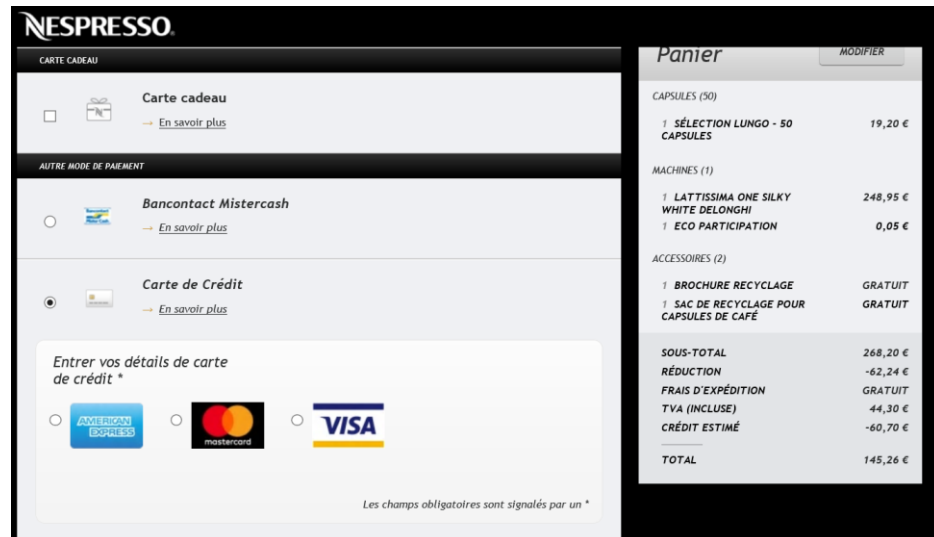 NESPRESSO.
CARTE CADEAU
Carte cadeau
→ En savoir plus
AUTRE MODE DE PAIEMENT
Bancontact Mistercash
→ En savoir plus
Carte de Crédit
→ En savoir plus
Entrer vos détails de carte
de crédit *
AMERICAN
EXPRESS
mastercard
VISA
Les champs obligatoires sont signalés par un *
Panier
MODIFIER
CAPSULES (50)
1 SÉLECTION LUNGO - 50 19,20 €
CAPSULES
MACHINES (1)
1 LATTISSIMA ONE SILKY 248,95 €
WHITE DELONGHI
1 ECO PARTICIPATION 0,05 €
ACCESSOIRES (2)
1 BROCHURE RECYCLAGE GRATUIT
1 SAC DE RECYCLAGE POUR GRATUIT
CAPSULES DE CAFÉ
SOUS-TOTAL 268,20 €
RÉDUCTION -62,24 €
FRAIS D'EXPÉDITION GRATUIT
TVA (INCLUSE) 44,30 €
CRÉDIT ESTIMÉ -60,70 €
TOTAL 145,26 €